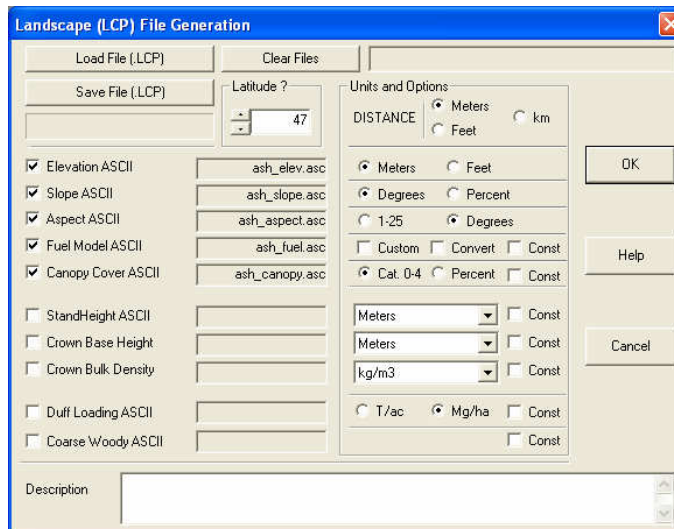 Landscape (LCP) File Generation
Load File (.LCP) Clear Files
Save File (.LCP) Latitude ? Units and Options
47 DISTANCE Meters km
Feet
Elevation ASCII ash_elev.asc Meters Feet OK
Slope ASCII ash_slope.asc Degrees Percent
Aspect ASCII ash_aspect.asc 1-25 Degrees
Fuel Model ASCII ash_fuel.asc Custom Convert Const Help
Canopy Cover ASCII ash_canopy.asc Cat. 0-4 Percent Const
StandHeight ASCII Meters Const
Crown Base Height Meters Const Cancel
Crown Bulk Density kg/m3 Const
Duff Loading ASCII T/ac Mg/ha Const
Coarse Woody ASCII Const
Description